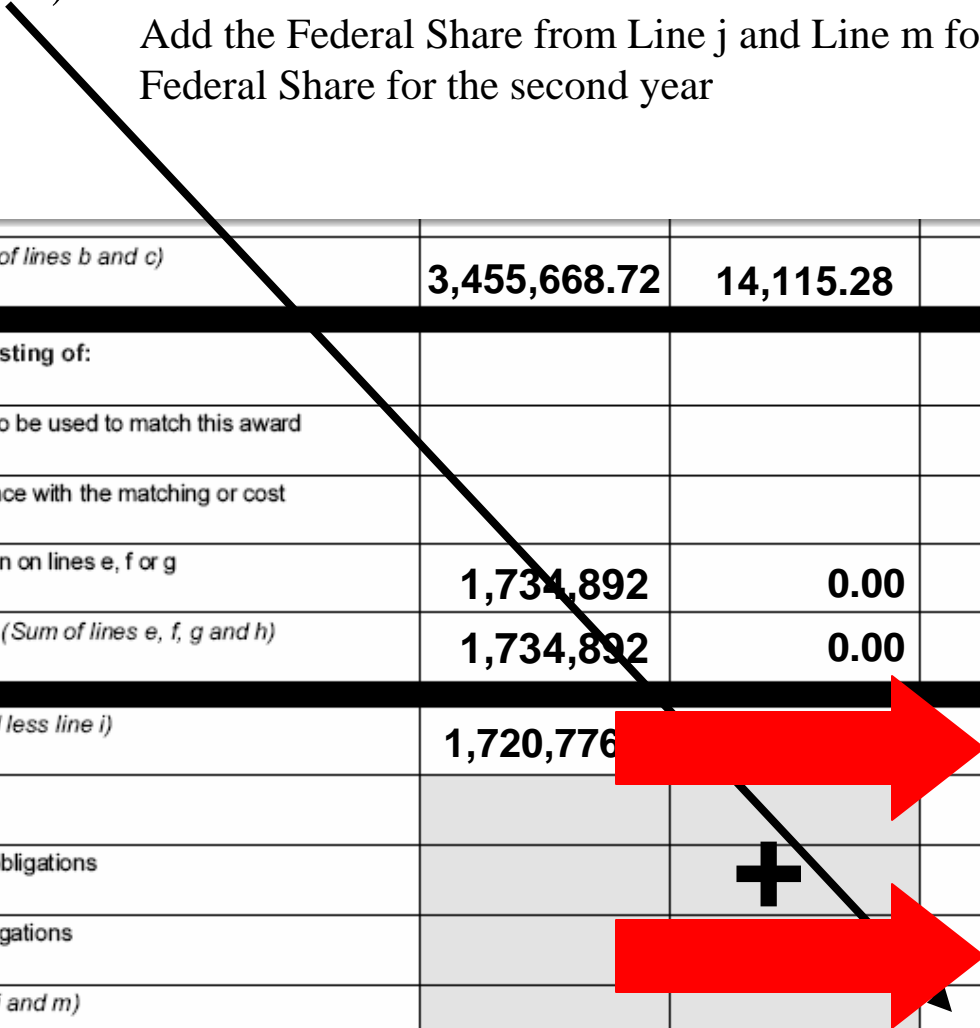 Add the Federal Share from Line j and Line m fo
Federal Share for the second year
of lines b and c) 3,455,668.72 14,115.28
sting of:
o be used to match this award
ce with the matching or cost
n on lines e, f or g 1,734,892 0.00
(Sum of lines e, f, g and h) 1,734,892 0.00
less line i) 1,720,776
bligations
+
gations
and m)